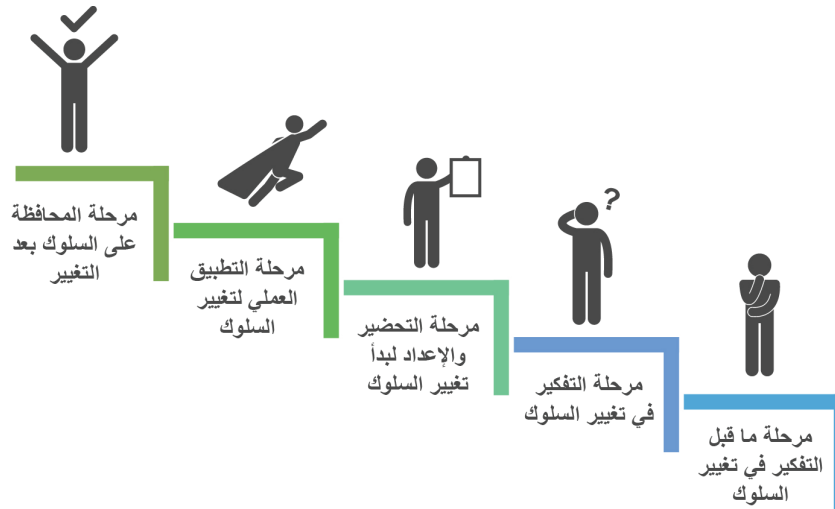 ?
مرحلة ما قبل
التفكير في تغيير
السلوك
مرحلة التفكير
في تغيير السلوك
مرحلة التحضير
والإعداد لبدأ
تغيير السلوك
مرحلة التطبيق
العملي لتغيير
السلوك
مرحلة المحافظة
على السلوك بعد
التغيير